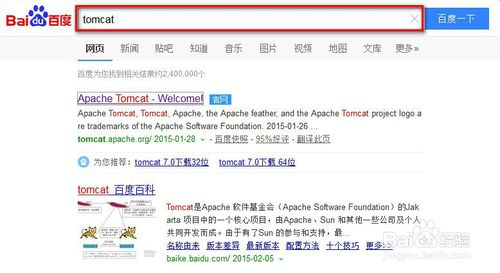 Bai 百度 tomcat × 百度一下
网页 新闻 贴吧 知道 音乐 图片 视频 地图 文库 更多»
百度为您找到相关结果约2,400,000个
Apache Tomcat - Welcome! 官网
Apache Tomcat, Tomcat, Apache, the Apache feather, and the Apache Tomcat project logo a
re trademarks of the Apache Software Foundation. 2015-01-26 ...
tomcat.apache.org/ 2015-01-28 - 百度快照 - 95%好评 - 翻译此页
为您推荐： tomcat 7.0下载32位 tomcat 7.0下载 64位
tomcat_百度百科
Tomcat是Apache 软件基金会（Apache Software Foundation）的Jak
arta 项目中的一个核心项目，由Apache、Sun 和其他一些公司及个人
共同开发而成。由于有了Sun 的参与和支持，最...
名称由来 版本差异 最新版本 配置方法 十个技巧 更多>>
baike.baidu.com/ 2015-02-05
Baidu 经验